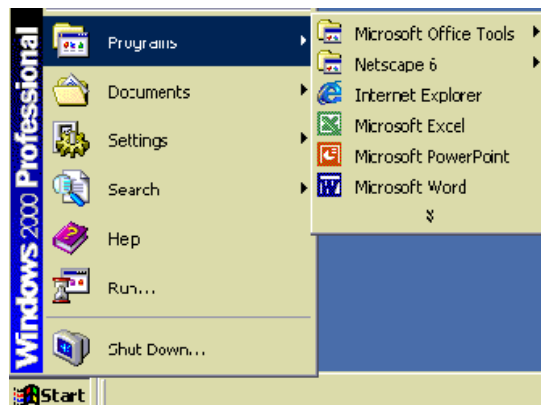 Windows 2000 Professional
Programs
Documents
Settings
Search
Help
Run...
Shut Down...
Start
Microsoft Office Tools
Netscape 6
Internet Explorer
Microsoft Excel
Microsoft PowerPoint
Microsoft Word